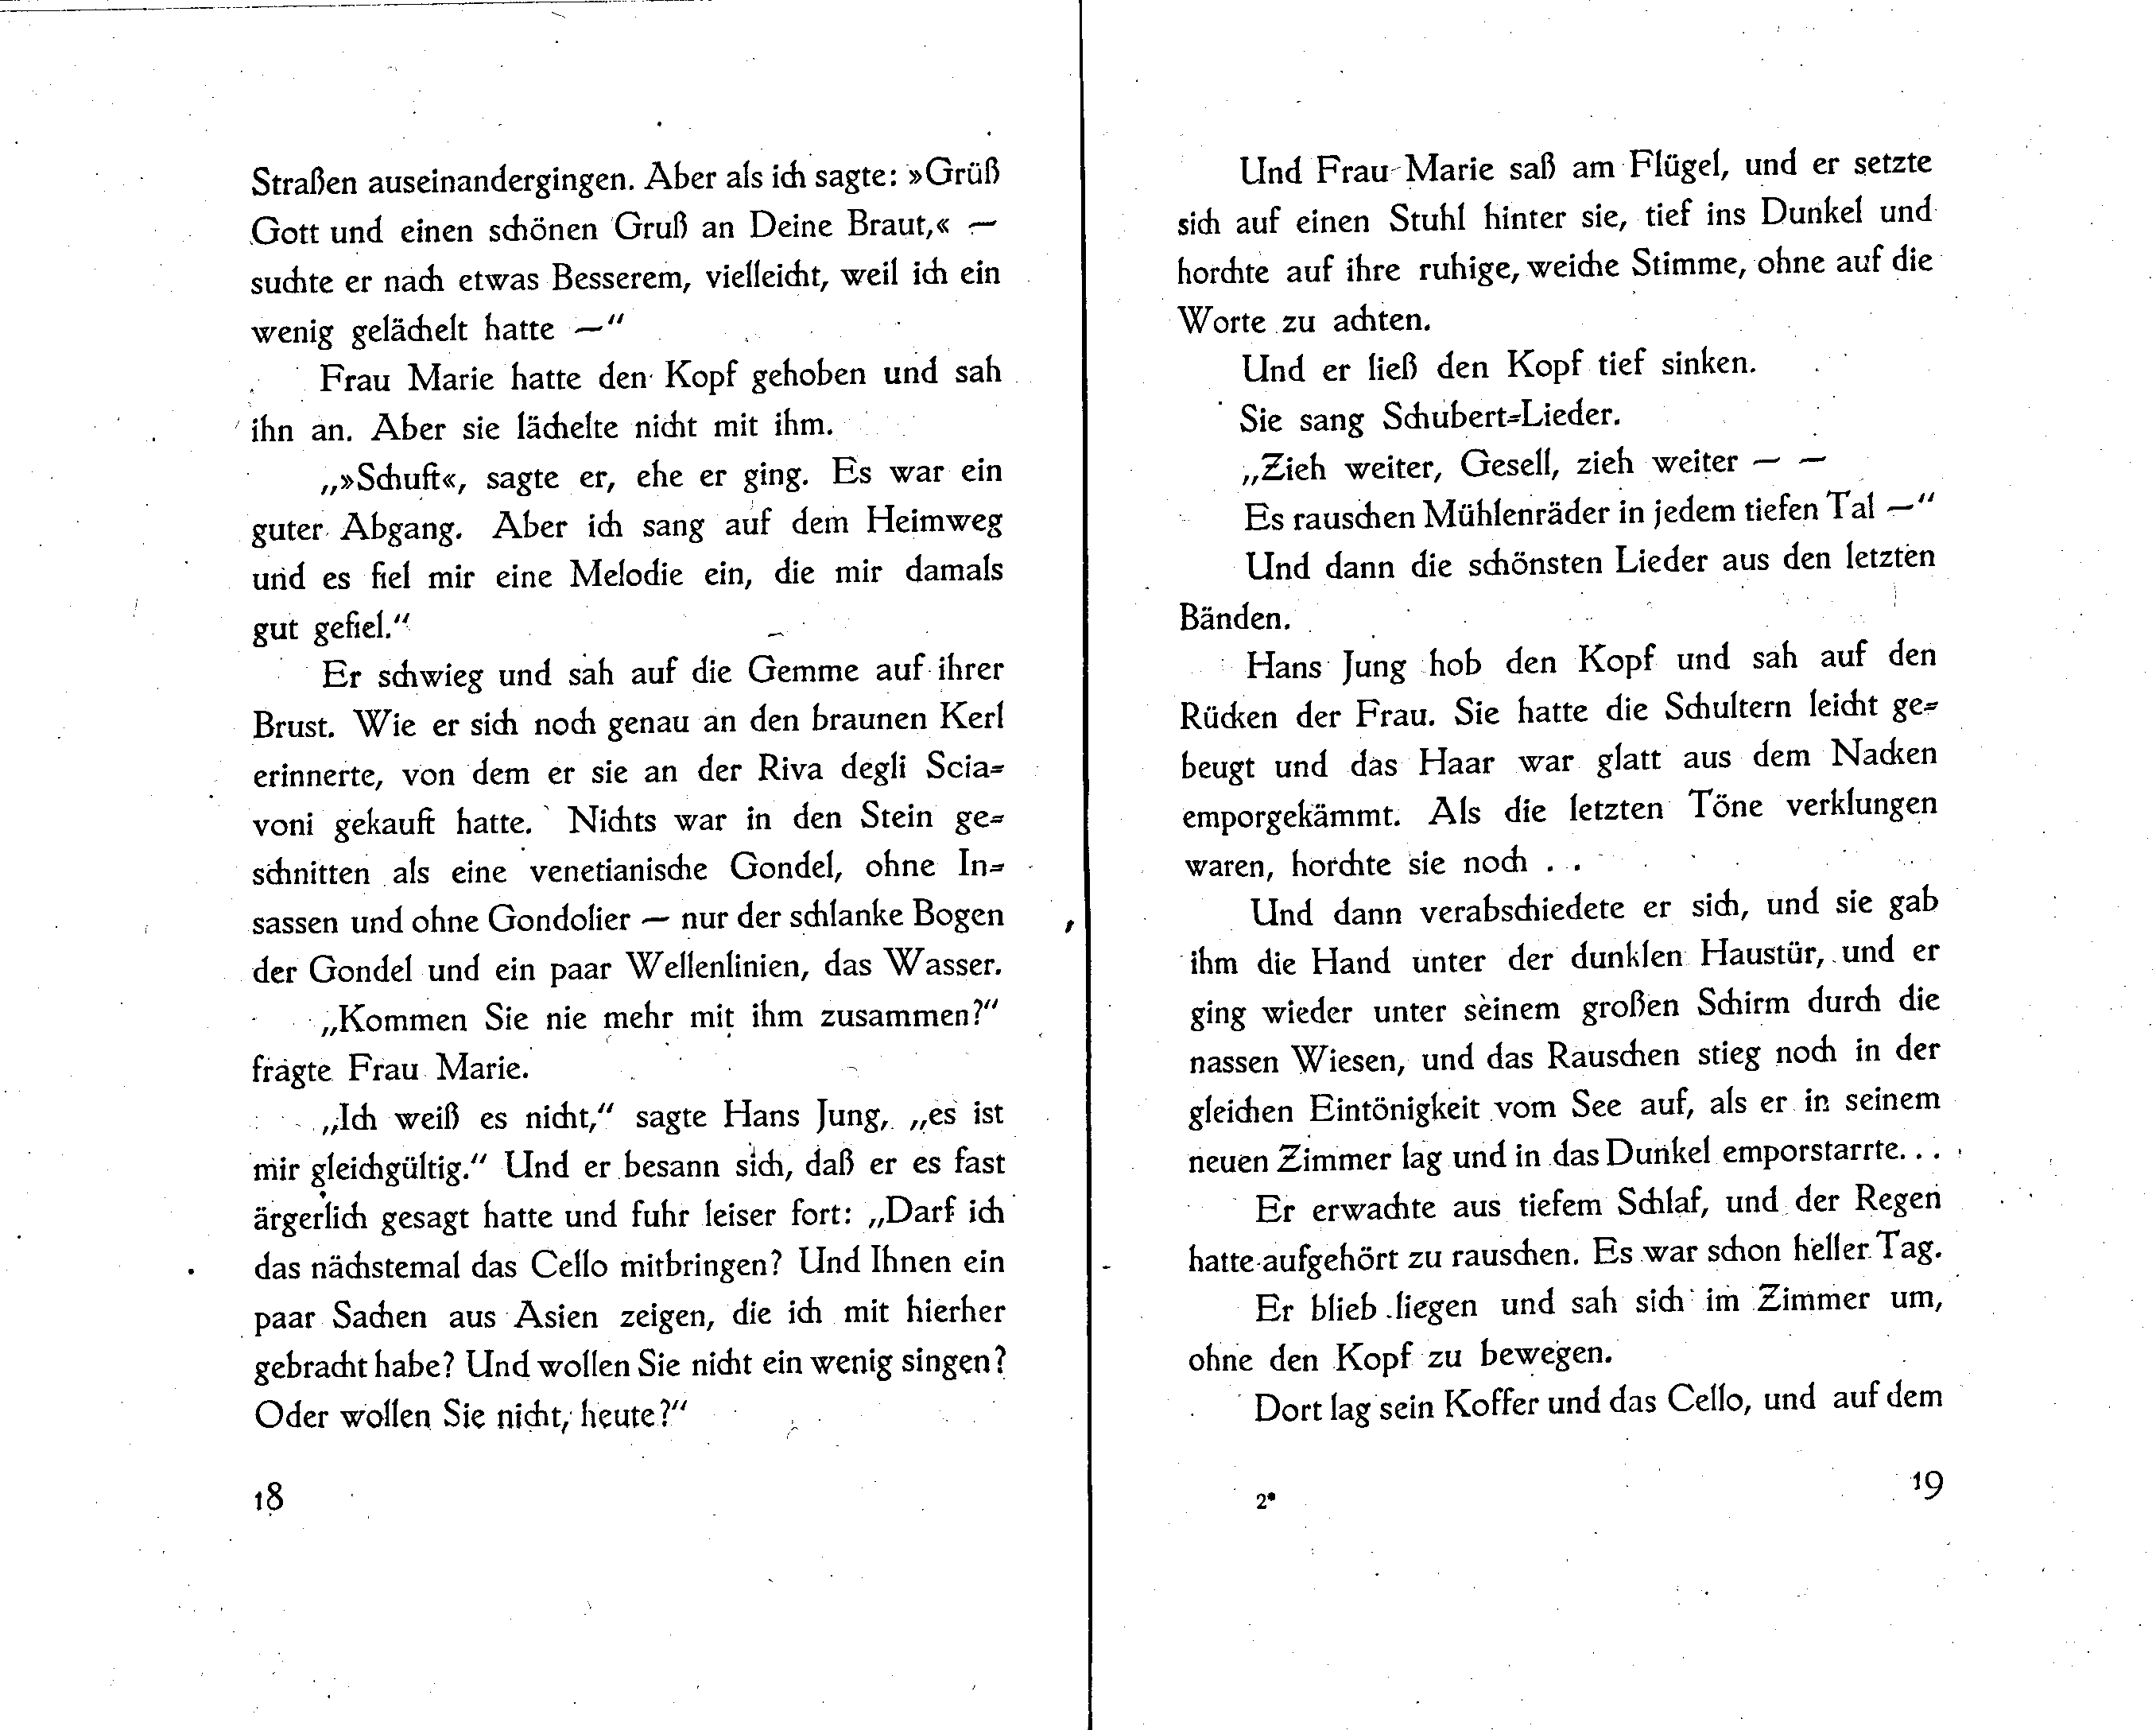 Straßen auseinandergingen. Aber als ich sagte: »Grüß
Gott und einen schönen Gruß an Deine Braut,« —
suchte er nach etwas Besserem, vielleicht, weil ich ein
wenig gelächelt hatte —“
Frau Marie hatte den Kopf gehoben und sah
ihn an. Aber sie lächelte nicht mit ihm.
„»Schuft«, sagte er, ehe er ging. Es war ein
guter Abgang. Aber ich sang auf dem Heimweg
und es fiel mir eine Melodie ein, die mir damals
gut gefiel.“
Er schwieg und sah auf die Gemme auf ihrer
Brust. Wie er sich noch genau an den braunen Kerl
erinnerte, von dem er sie an der Riva degli Scia-
voni gekauft hatte. Nichts war in den Stein ge-
schnitten als eine venetianische Gondel, ohne In-
sassen und ohne Gondolier — nur der schlanke Bogen
der Gondel und ein paar Wellenlinien, das Wasser.
„Kommen Sie nie mehr mit ihm zusammen?“
fragte Frau Marie.
„Ich weiß es nicht,“ sagte Hans Jung, „es ist
mir gleichgültig.“ Und er besann sich, daß er es fast
ärgerlich gesagt hatte und fuhr leiser fort: „Darf ich
das nächstemal das Cello mitbringen? Und Ihnen ein
paar Sachen aus Asien zeigen, die ich mit hierher
gebracht habe? Und wollen Sie nicht ein wenig singen?
Oder wollen Sie nicht, heute?“
18
Und Frau Marie saß am Flügel, und er setzte
sich auf einen Stuhl hinter sie, tief ins Dunkel und
horchte auf ihre ruhige, weiche Stimme, ohne auf die
Worte zu achten.
Und er ließ den Kopf tief sinken.
Sie sang Schubert-Lieder.
„Zieh weiter, Gesell, zieh weiter — —
Es rauschen Mühlenräder in jedem tiefen Tal —“
Und dann die schönsten Lieder aus den letzten
Bänden.
Hans Jung hob den Kopf und sah auf den
Rücken der Frau. Sie hatte die Schultern leicht ge-
beugt und das Haar war glatt aus dem Nacken
emporgekämmt. Als die letzten Töne verklungen
waren, horchte sie noch . .
Und dann verabschiedete er sich, und sie gab
ihm die Hand unter der dunklen Haustür, und er
ging wieder unter seinem großen Schirm durch die
nassen Wiesen, und das Rauschen stieg noch in der
gleichen Eintönigkeit vom See auf, als er in seinem
neuen Zimmer lag und in das Dunkel emporstarrte. . .
Er erwachte aus tiefem Schlaf, und der Regen
hatte aufgehört zu rauschen. Es war schon heller Tag.
Er blieb liegen und sah sich im Zimmer um,
ohne den Kopf zu bewegen.
Dort lag sein Koffer und das Cello, und auf dem
2*
19